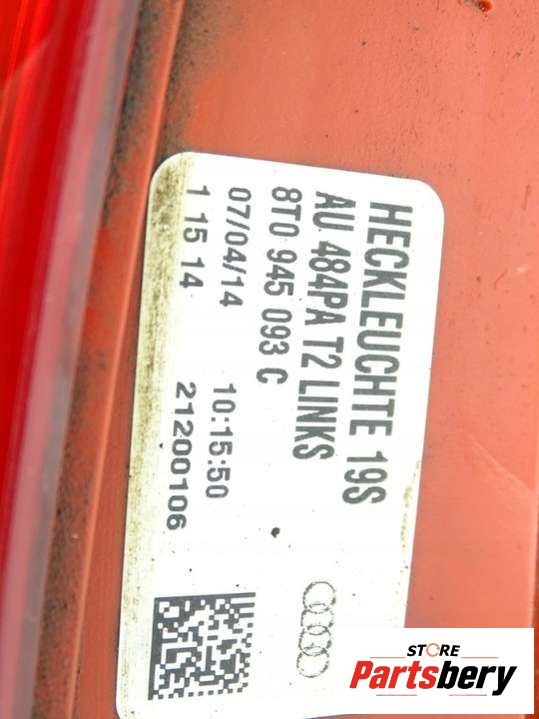 HECKLEUCHTE 19S
AU 484PA T2 LINKS
8T0 945 093 C
07/04/14 10:15:50
1 15 14 21200106
STORE
Partsbery